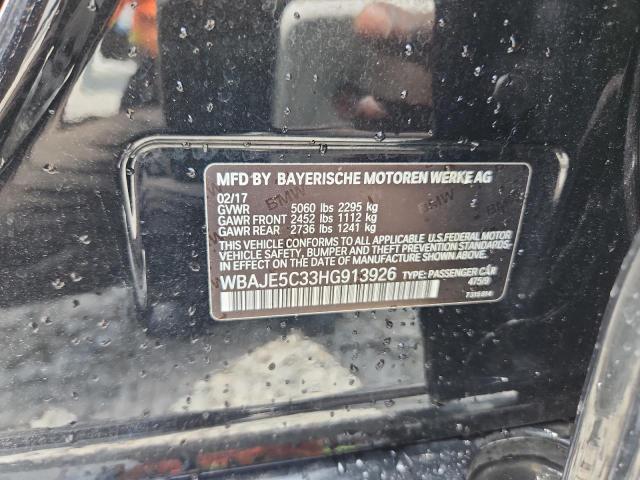 MFD BY BAYERISCHE MOTOREN WERKE AG
02/17
GVWR 5060 lbs 2295 kg
GAWR FRONT 2452 lbs 1112 kg
GAWR REAR 2736 lbs 1241 kg
THIS VEHICLE CONFORMS TO ALL APPLICABLE U.S. FEDERAL MOTOR
VEHICLE SAFETY, BUMPER AND THEFT PREVENTION STANDARDS
IN EFFECT ON THE DATE OF MANUFACTURE SHOWN ABOVE.
WBAJE5C33HG913926 TYPE: PASSENGER CAR
475/9